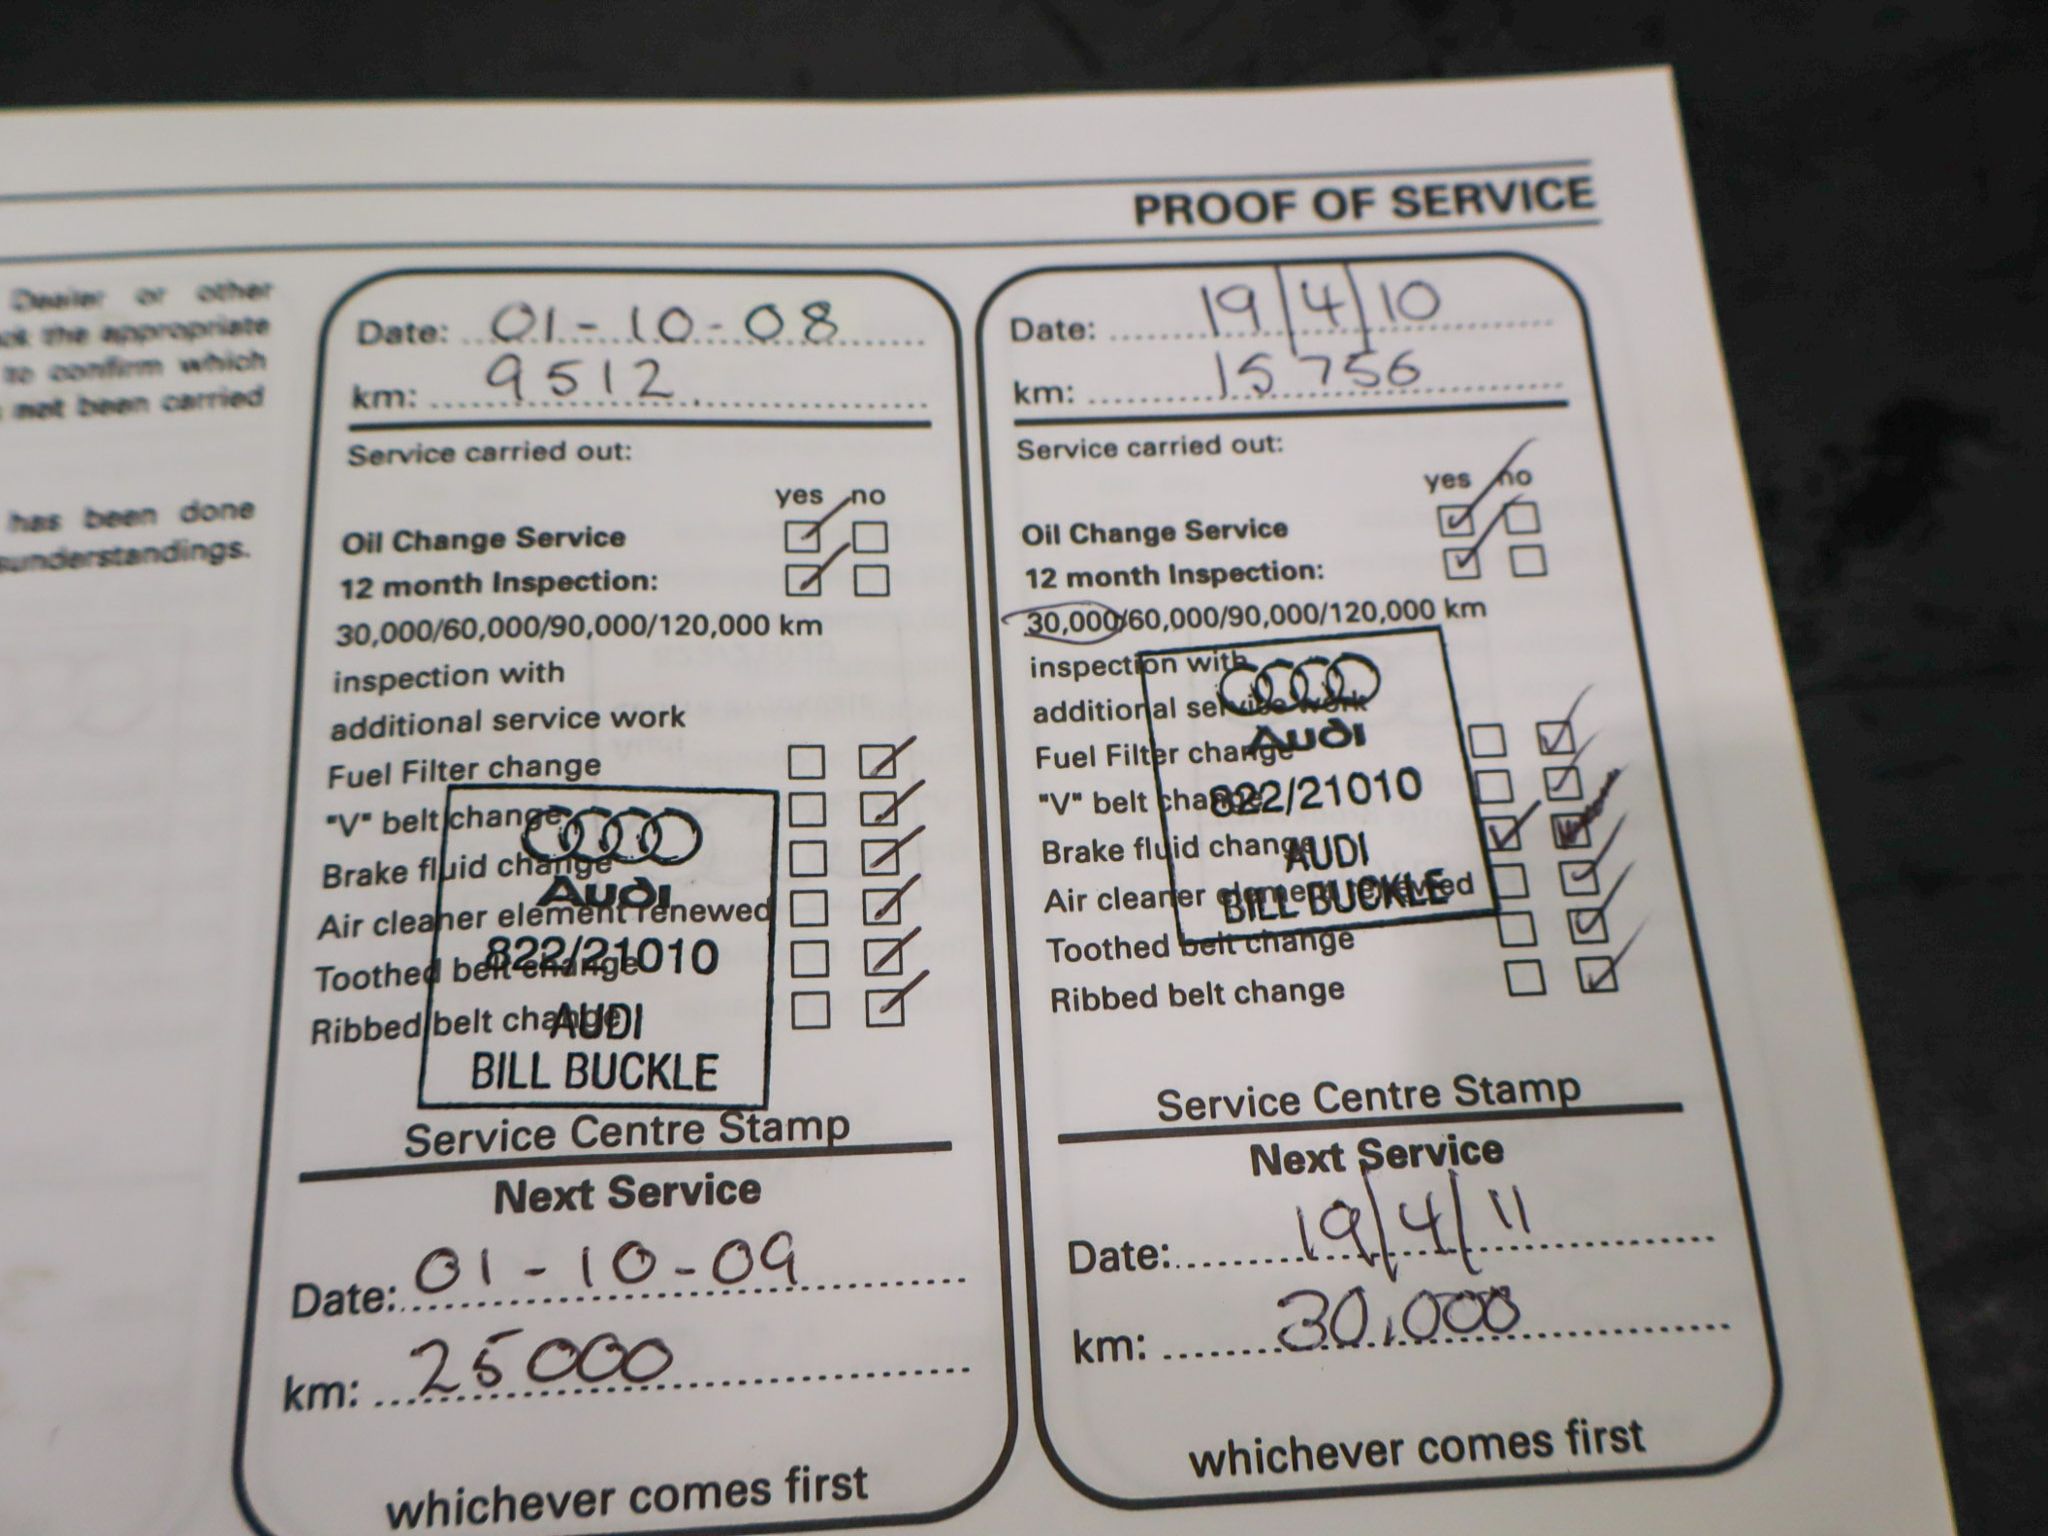 PROOF OF SERVICE
Dealer or other
the appropriate
to confirm which
not been carried
has been done
sunderstandings.
Date: 01-10-08
km: 9512
Service carried out:
yes no
Oil Change Service
12 month Inspection:
30,000/60,000/90,000/120,000 km
inspection with
additional service work
Fuel Filter change
"V" belt change
Brake fluid change
Air cleaner element renewed
Toothed belt change
Ribbed belt change
Audi
822/21010
AUDI
BILL BUCKLE
Service Centre Stamp
Next Service
Date: 01-10-09
km: 25000
whichever comes first
Date: 19/4/10
km: 15756
Service carried out:
yes no
Oil Change Service
12 month Inspection:
30,000/60,000/90,000/120,000 km
inspection with
additional service work
Fuel Filter change
"V" belt change
Brake fluid change
Air cleaner element renewed
Toothed belt change
Ribbed belt change
Audi
822/21010
AUDI
BILL BUCKLE
Service Centre Stamp
Next Service
Date: 19/4/11
km: 30,000
whichever comes first